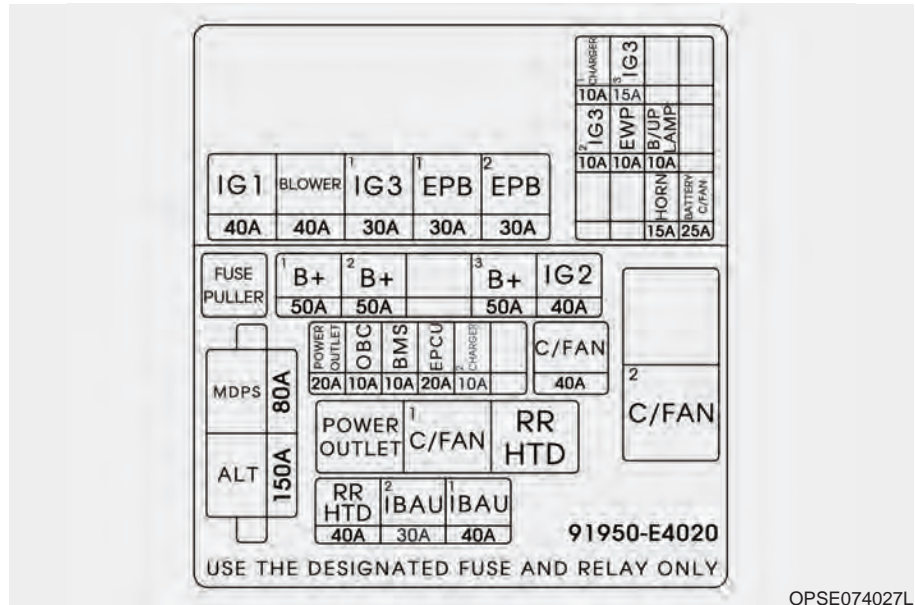 1 CHARGER 3 IG3
10A 15A
2 IG3 EWP B/UP LAMP
10A 10A 10A
HORN BATTERY C/FAN
15A 25A
IG1 BLOWER 1 IG3 1 EPB 2 EPB
40A 40A 30A 30A 30A
FUSE PULLER
1 B+ 2 B+ 3 B+ IG2
50A 50A 50A 40A
POWER OUTLET OBC BMS EPCU 2 CHARGER
20A 10A 10A 20A 10A
C/FAN
40A
2 C/FAN
MDPS 80A
ALT 150A
POWER OUTLET 1 C/FAN RR HTD
RR HTD 2 IBAU 1 IBAU
40A 30A 40A
91950-E4020
USE THE DESIGNATED FUSE AND RELAY ONLY
OPSE074027L